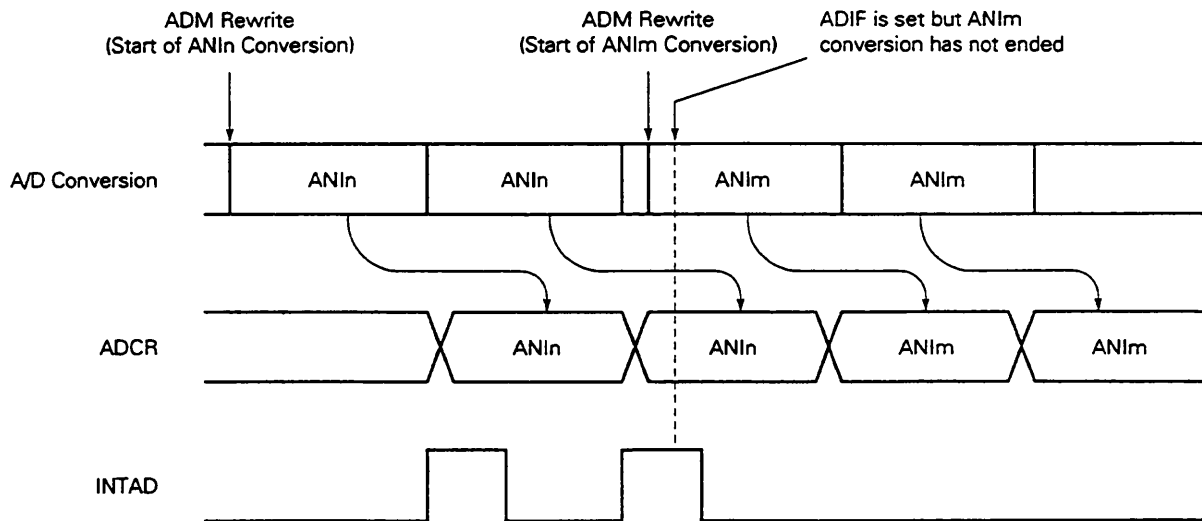 ADM Rewrite
(Start of ANIn Conversion)
ADM Rewrite
(Start of ANIm Conversion)
ADIF is set but ANIm
conversion has not ended
A/D Conversion
ANIn
ANIn
ANIm
ANIm
ADCR
ANIn
ANIn
ANIm
ANIm
INTAD